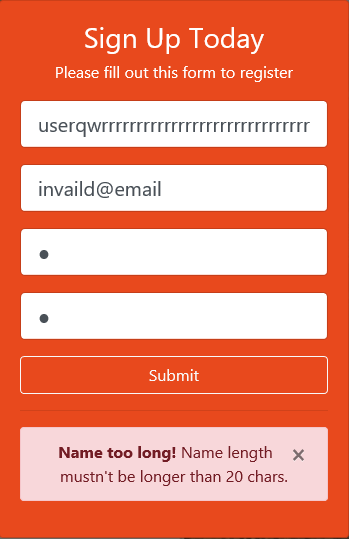 Sign Up Today
Please fill out this form to register
userqwrrrrrrrrrrrrrrrrrrrrrrrrrrrrrr
invaild@email
●
●
Submit
Name too long! Name length ×
mustn't be longer than 20 chars.